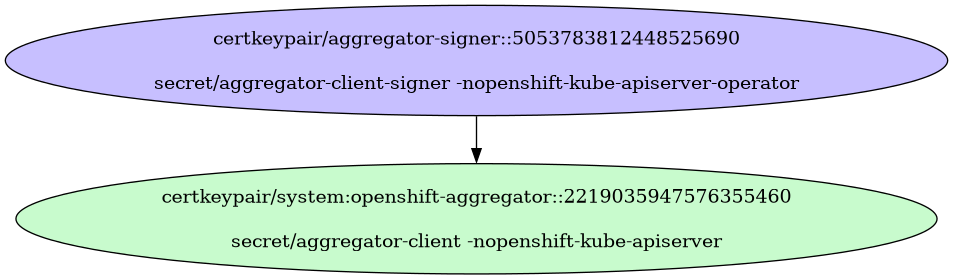 certkeypair/aggregator-signer::5053783812448525690
secret/aggregator-client-signer -nopenshift-kube-apiserver-operator
certkeypair/system:openshift-aggregator::2219035947576355460
secret/aggregator-client -nopenshift-kube-apiserver